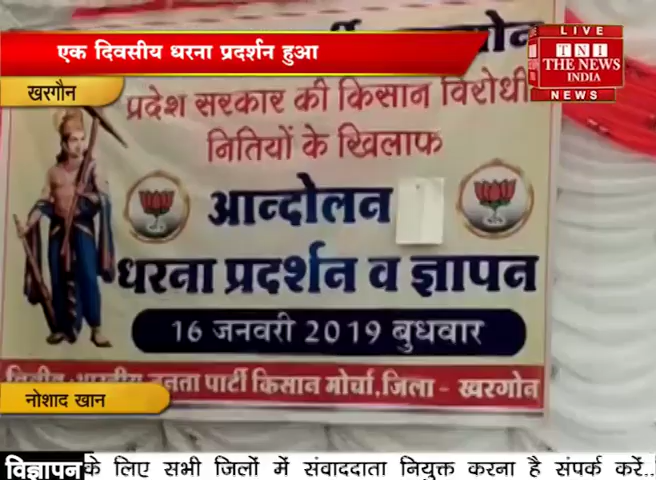 एक दिवसीय धरना प्रदर्शन हुआ
LIVE
TNI
THE NEWS
INDIA
NEWS
खरगौन
प्रदेश सरकार की किसान विरोधी
नितियों के खिलाफ
आन्दोलन
धरना प्रदर्शन व ज्ञापन
16 जनवरी 2019 बुधवार
जनता पार्टी किसान मोर्चा, जिला - खरगोन
नोशाद खान
विज्ञापन के लिए सभी जिलों में संवाददाता नियुक्त करना है संपर्क करें..